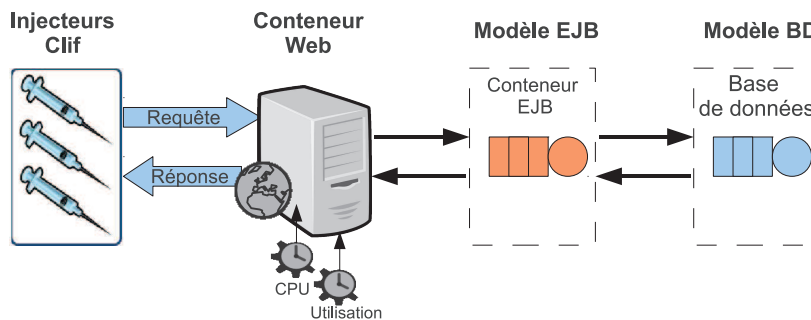 Injecteurs
Clif
Conteneur
Web
Modèle EJB
Modèle BD
Requête
Réponse
Conteneur
EJB
Base
de données
CPU
Utilisation